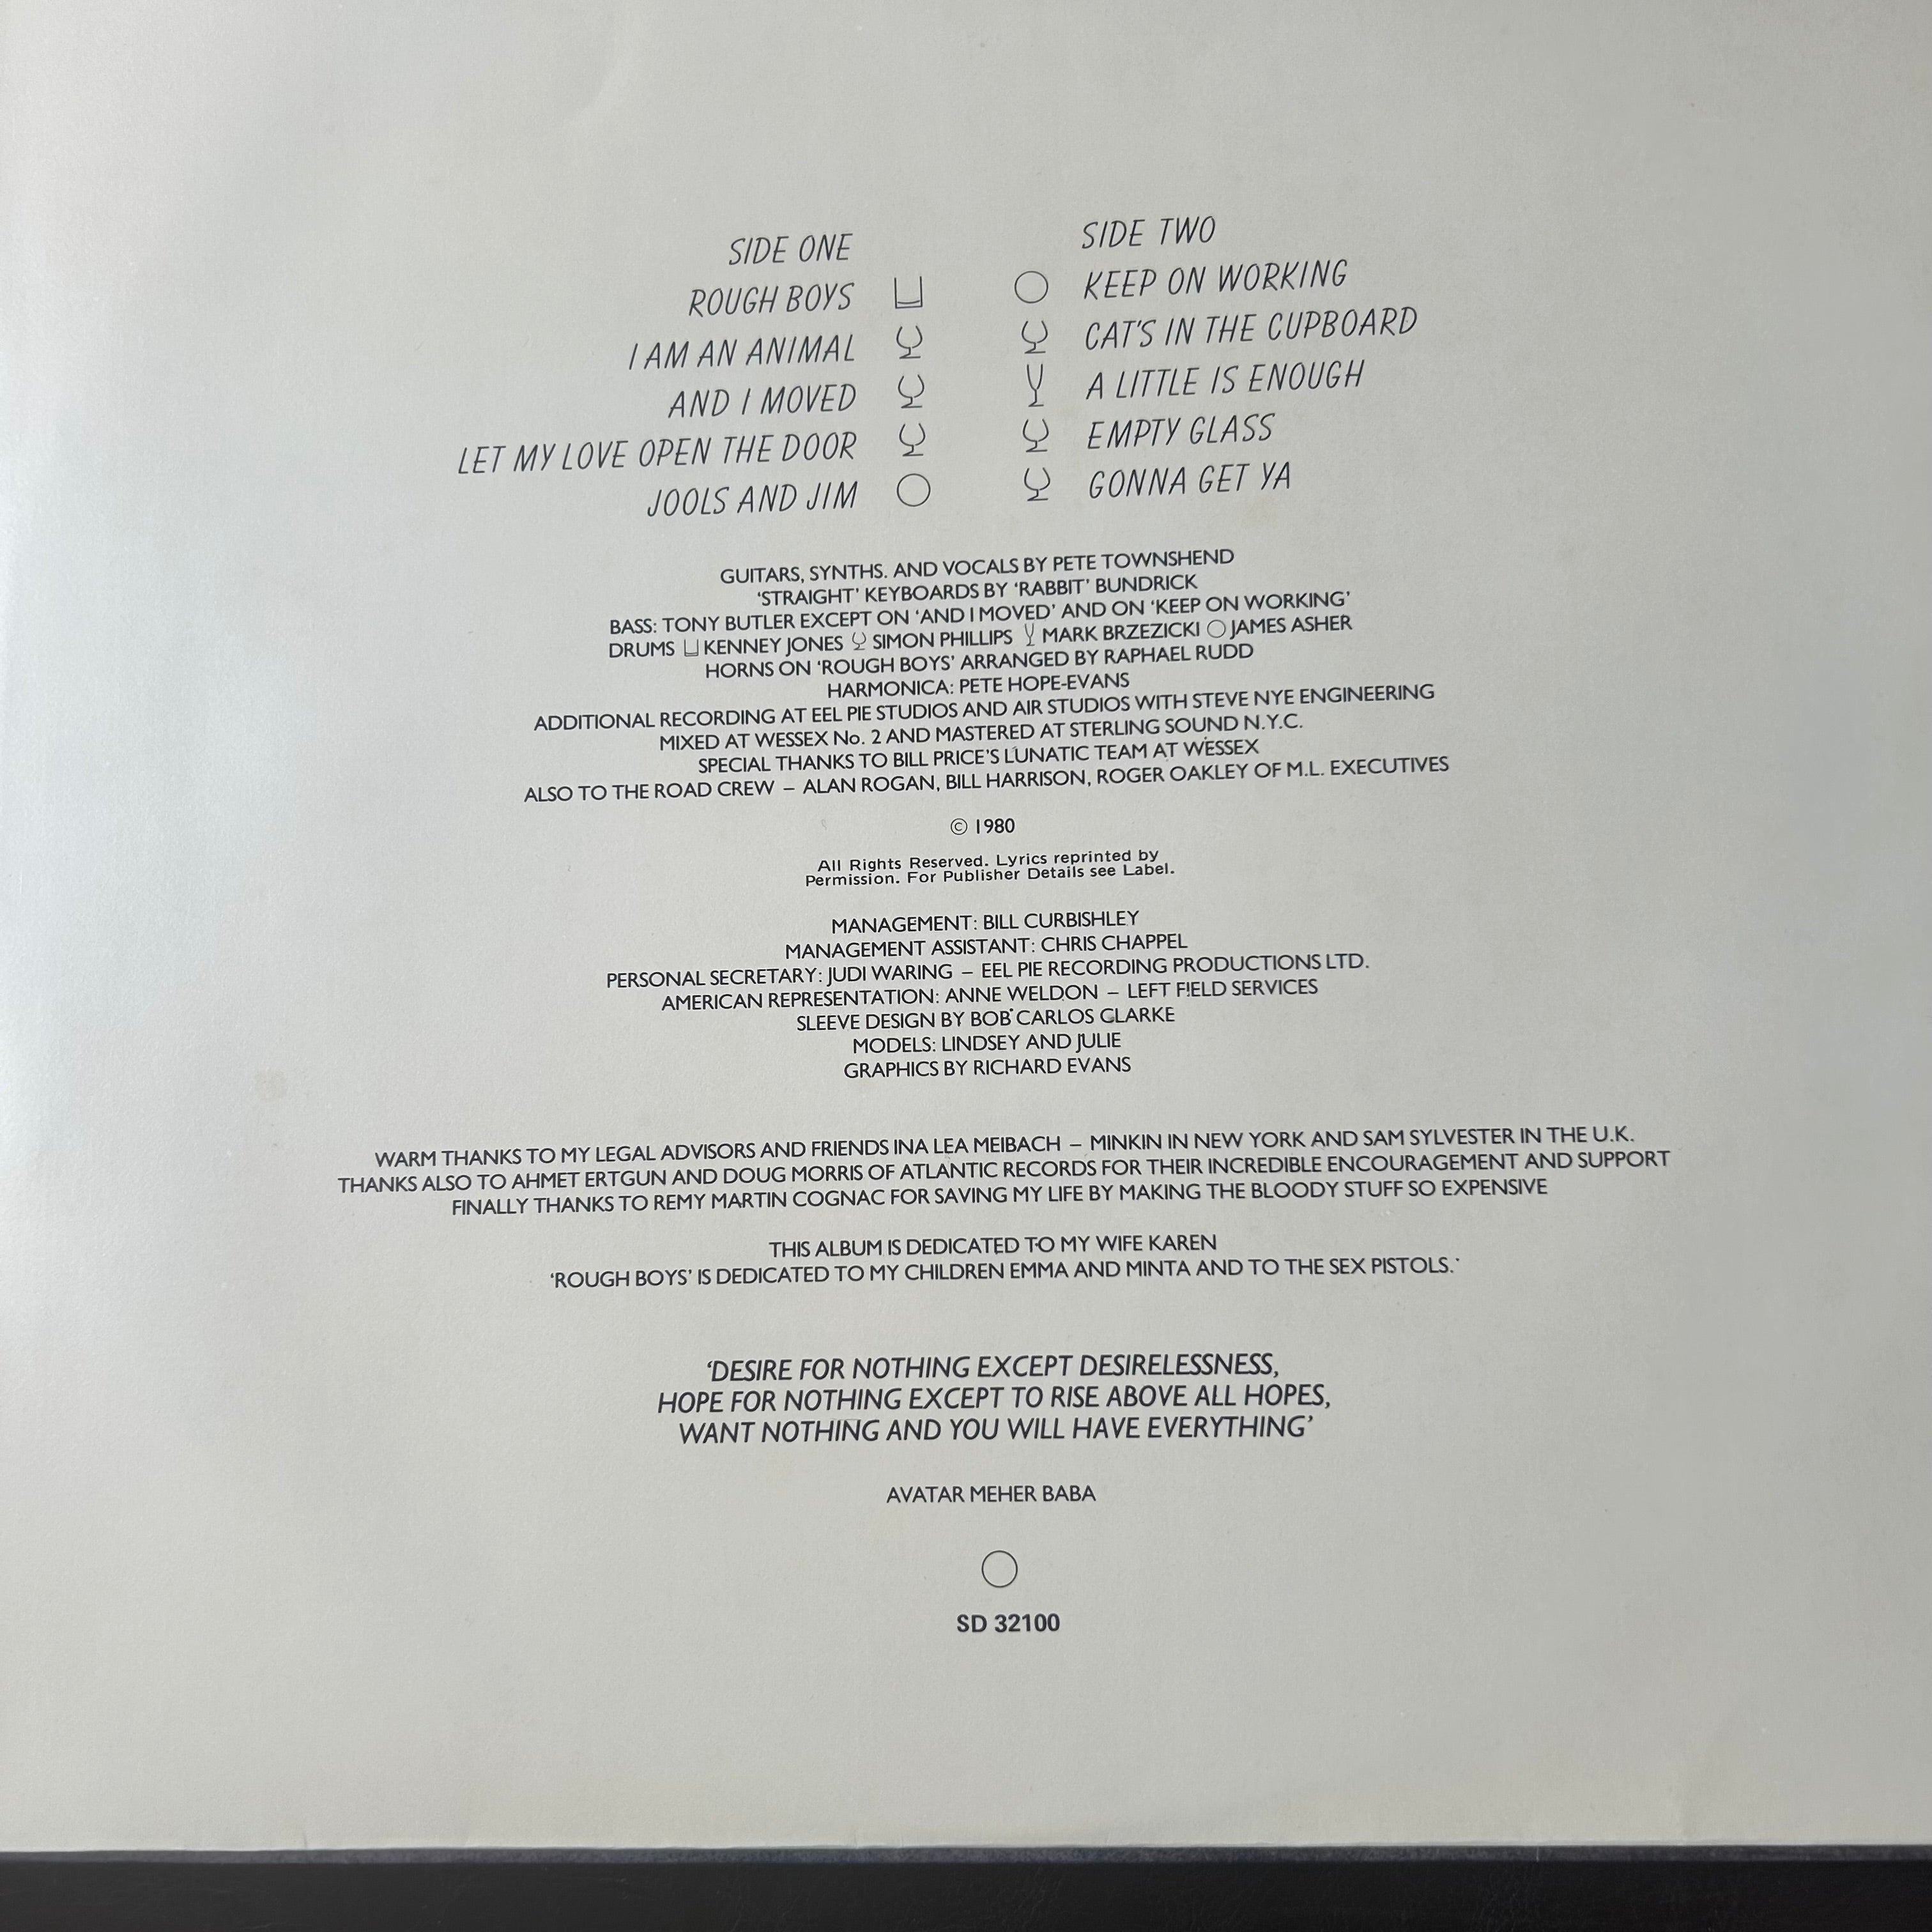 SIDE ONE
ROUGH BOYS
I AM AN ANIMAL
AND I MOVED
LET MY LOVE OPEN THE DOOR
JOOLS AND JIM
SIDE TWO
KEEP ON WORKING
CAT'S IN THE CUPBOARD
A LITTLE IS ENOUGH
EMPTY GLASS
GONNA GET YA
GUITARS, SYNTHS. AND VOCALS BY PETE TOWNSHEND
'STRAIGHT' KEYBOARDS BY 'RABBIT' BUNDRICK
BASS: TONY BUTLER EXCEPT ON 'AND I MOVED' AND ON 'KEEP ON WORKING'
DRUMS KENNEY JONES SIMON PHILLIPS MARK BRZEZICKI JAMES ASHER
HORNS ON 'ROUGH BOYS' ARRANGED BY RAPHAEL RUDD
HARMONICA: PETE HOPE-EVANS
ADDITIONAL RECORDING AT EEL PIE STUDIOS AND AIR STUDIOS WITH STEVE NYE ENGINEERING
MIXED AT WESSEX No. 2 AND MASTERED AT STERLING SOUND N.Y.C.
SPECIAL THANKS TO BILL PRICE'S LUNATIC TEAM AT WESSEX
ALSO TO THE ROAD CREW – ALAN ROGAN, BILL HARRISON, ROGER OAKLEY OF M.L. EXECUTIVES
© 1980
All Rights Reserved. Lyrics reprinted by
Permission. For Publisher Details see Label.
MANAGEMENT: BILL CURBISHLEY
MANAGEMENT ASSISTANT: CHRIS CHAPPEL
PERSONAL SECRETARY: JUDI WARING – EEL PIE RECORDING PRODUCTIONS LTD.
AMERICAN REPRESENTATION: ANNE WELDON – LEFT FIELD SERVICES
SLEEVE DESIGN BY BOB CARLOS CLARKE
MODELS: LINDSEY AND JULIE
GRAPHICS BY RICHARD EVANS
WARM THANKS TO MY LEGAL ADVISORS AND FRIENDS INA LEA MEIBACH – MINKIN IN NEW YORK AND SAM SYLVESTER IN THE U.K.
THANKS ALSO TO AHMET ERTGUN AND DOUG MORRIS OF ATLANTIC RECORDS FOR THEIR INCREDIBLE ENCOURAGEMENT AND SUPPORT
FINALLY THANKS TO REMY MARTIN COGNAC FOR SAVING MY LIFE BY MAKING THE BLOODY STUFF SO EXPENSIVE
THIS ALBUM IS DEDICATED TO MY WIFE KAREN
'ROUGH BOYS' IS DEDICATED TO MY CHILDREN EMMA AND MINTA AND TO THE SEX PISTOLS.
'DESIRE FOR NOTHING EXCEPT DESIRELESSNESS,
HOPE FOR NOTHING EXCEPT TO RISE ABOVE ALL HOPES,
WANT NOTHING AND YOU WILL HAVE EVERYTHING'
AVATAR MEHER BABA
SD 32100